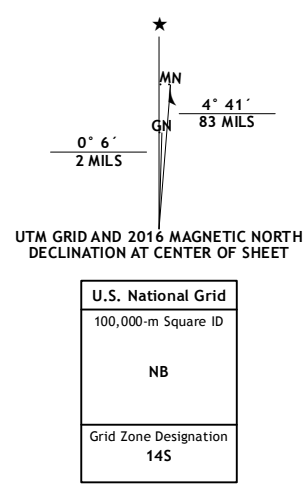 ★
MN
GN
4° 41´
83 MILS
0° 6´
2 MILS
UTM GRID AND 2016 MAGNETIC NORTH
DECLINATION AT CENTER OF SHEET
U.S. National Grid
100,000-m Square ID
NB
Grid Zone Designation
14S